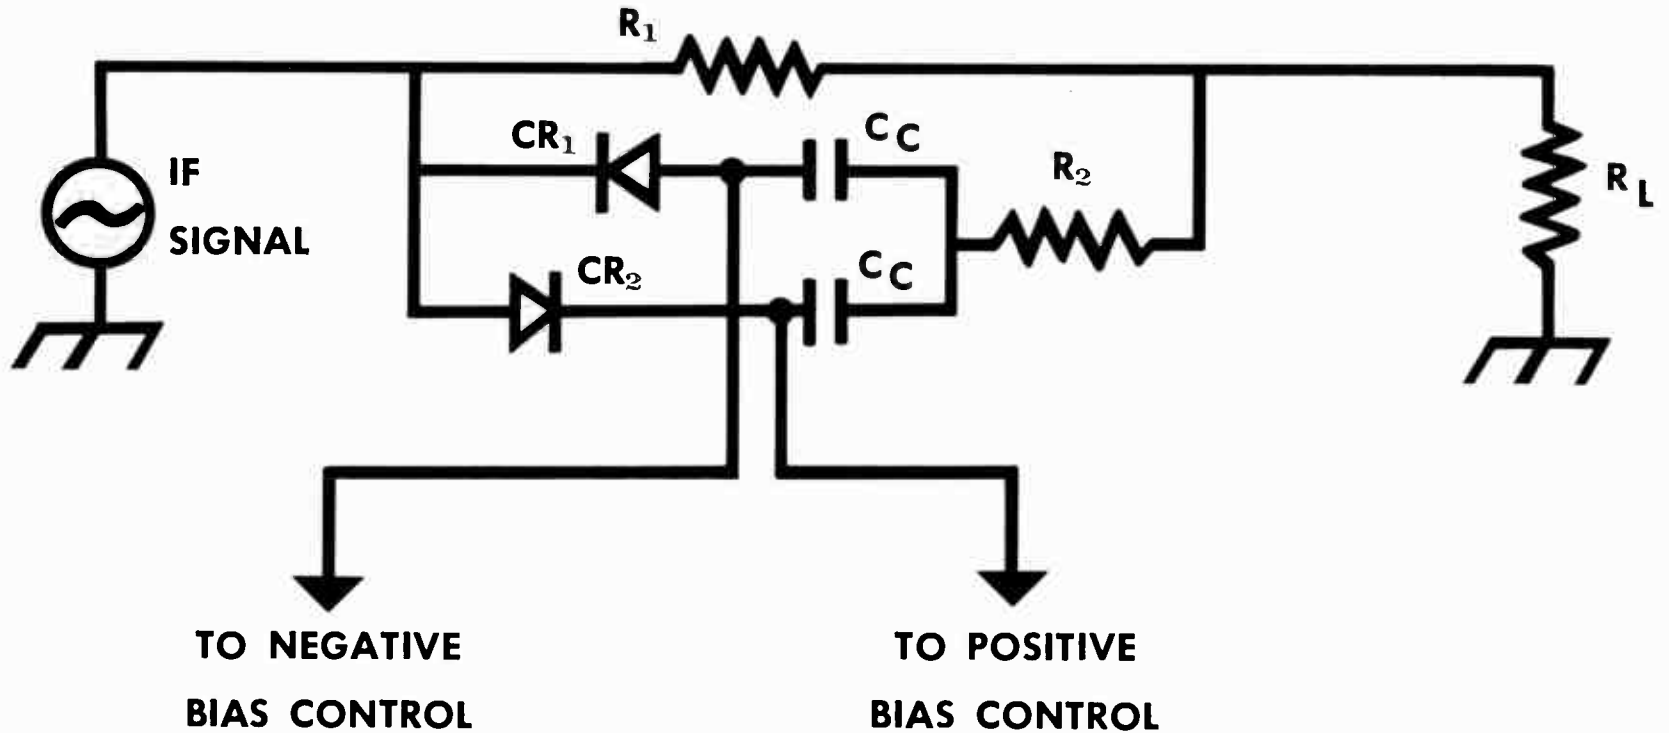 R1
CR1
CC
IF
SIGNAL
R2
RL
CR2
CC
TO NEGATIVE
BIAS CONTROL
TO POSITIVE
BIAS CONTROL